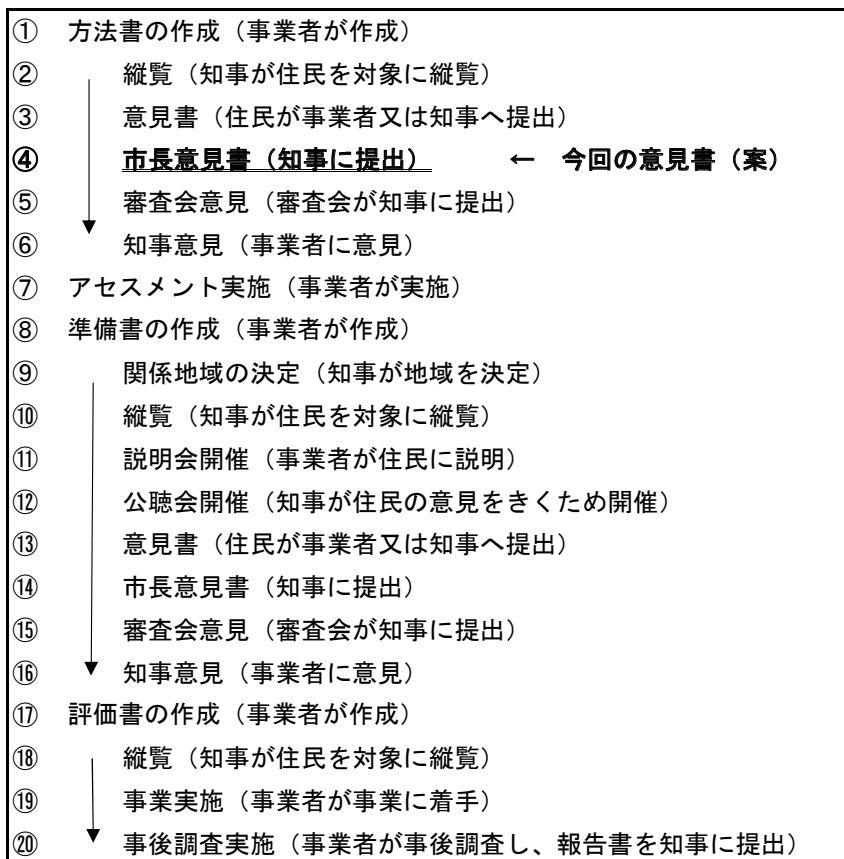 ① 方法書の作成（事業者が作成）
② 縦覧（知事が住民を対象に縦覧）
③ 意見書（住民が事業者又は知事へ提出）
④ 市長意見書（知事に提出） ← 今回の意見書（案）
⑤ 審査会意見（審査会が知事に提出）
⑥ 知事意見（事業者に意見）
⑦ アセスメント実施（事業者が実施）
⑧ 準備書の作成（事業者が作成）
⑨ 関係地域の決定（知事が地域を決定）
⑩ 縦覧（知事が住民を対象に縦覧）
⑪ 説明会開催（事業者が住民に説明）
⑫ 公聴会開催（知事が住民の意見をきくため開催）
⑬ 意見書（住民が事業者又は知事へ提出）
⑭ 市長意見書（知事に提出）
⑮ 審査会意見（審査会が知事に提出）
⑯ 知事意見（事業者に意見）
⑰ 評価書の作成（事業者が作成）
⑱ 縦覧（知事が住民を対象に縦覧）
⑲ 事業実施（事業者が事業に着手）
⑳ 事後調査実施（事業者が事後調査し、報告書を知事に提出）